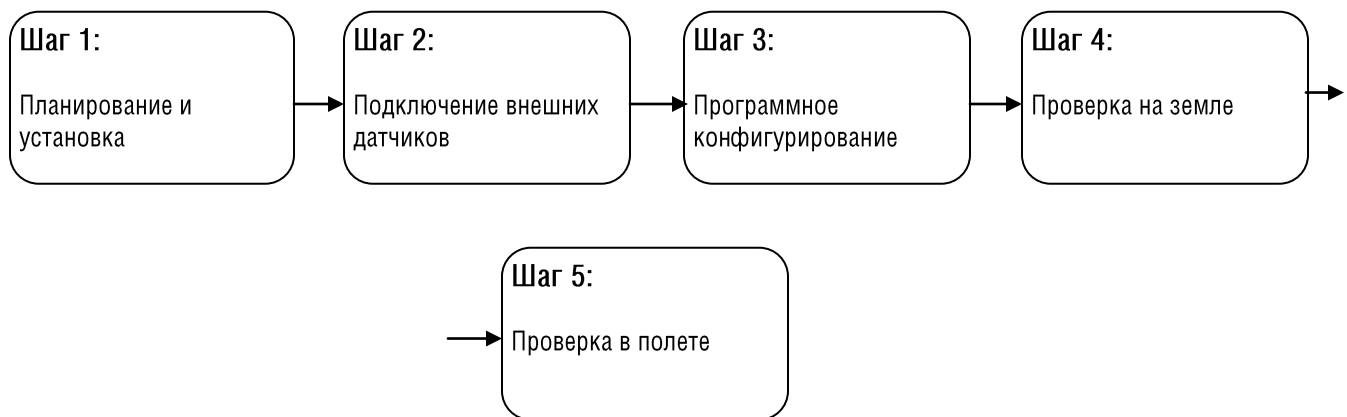 Шаг 1:
Планирование и
установка
Шаг 2:
Подключение внешних
датчиков
Шаг 3:
Программное
конфигурирование
Шаг 4:
Проверка на земле
Шаг 5:
Проверка в полете